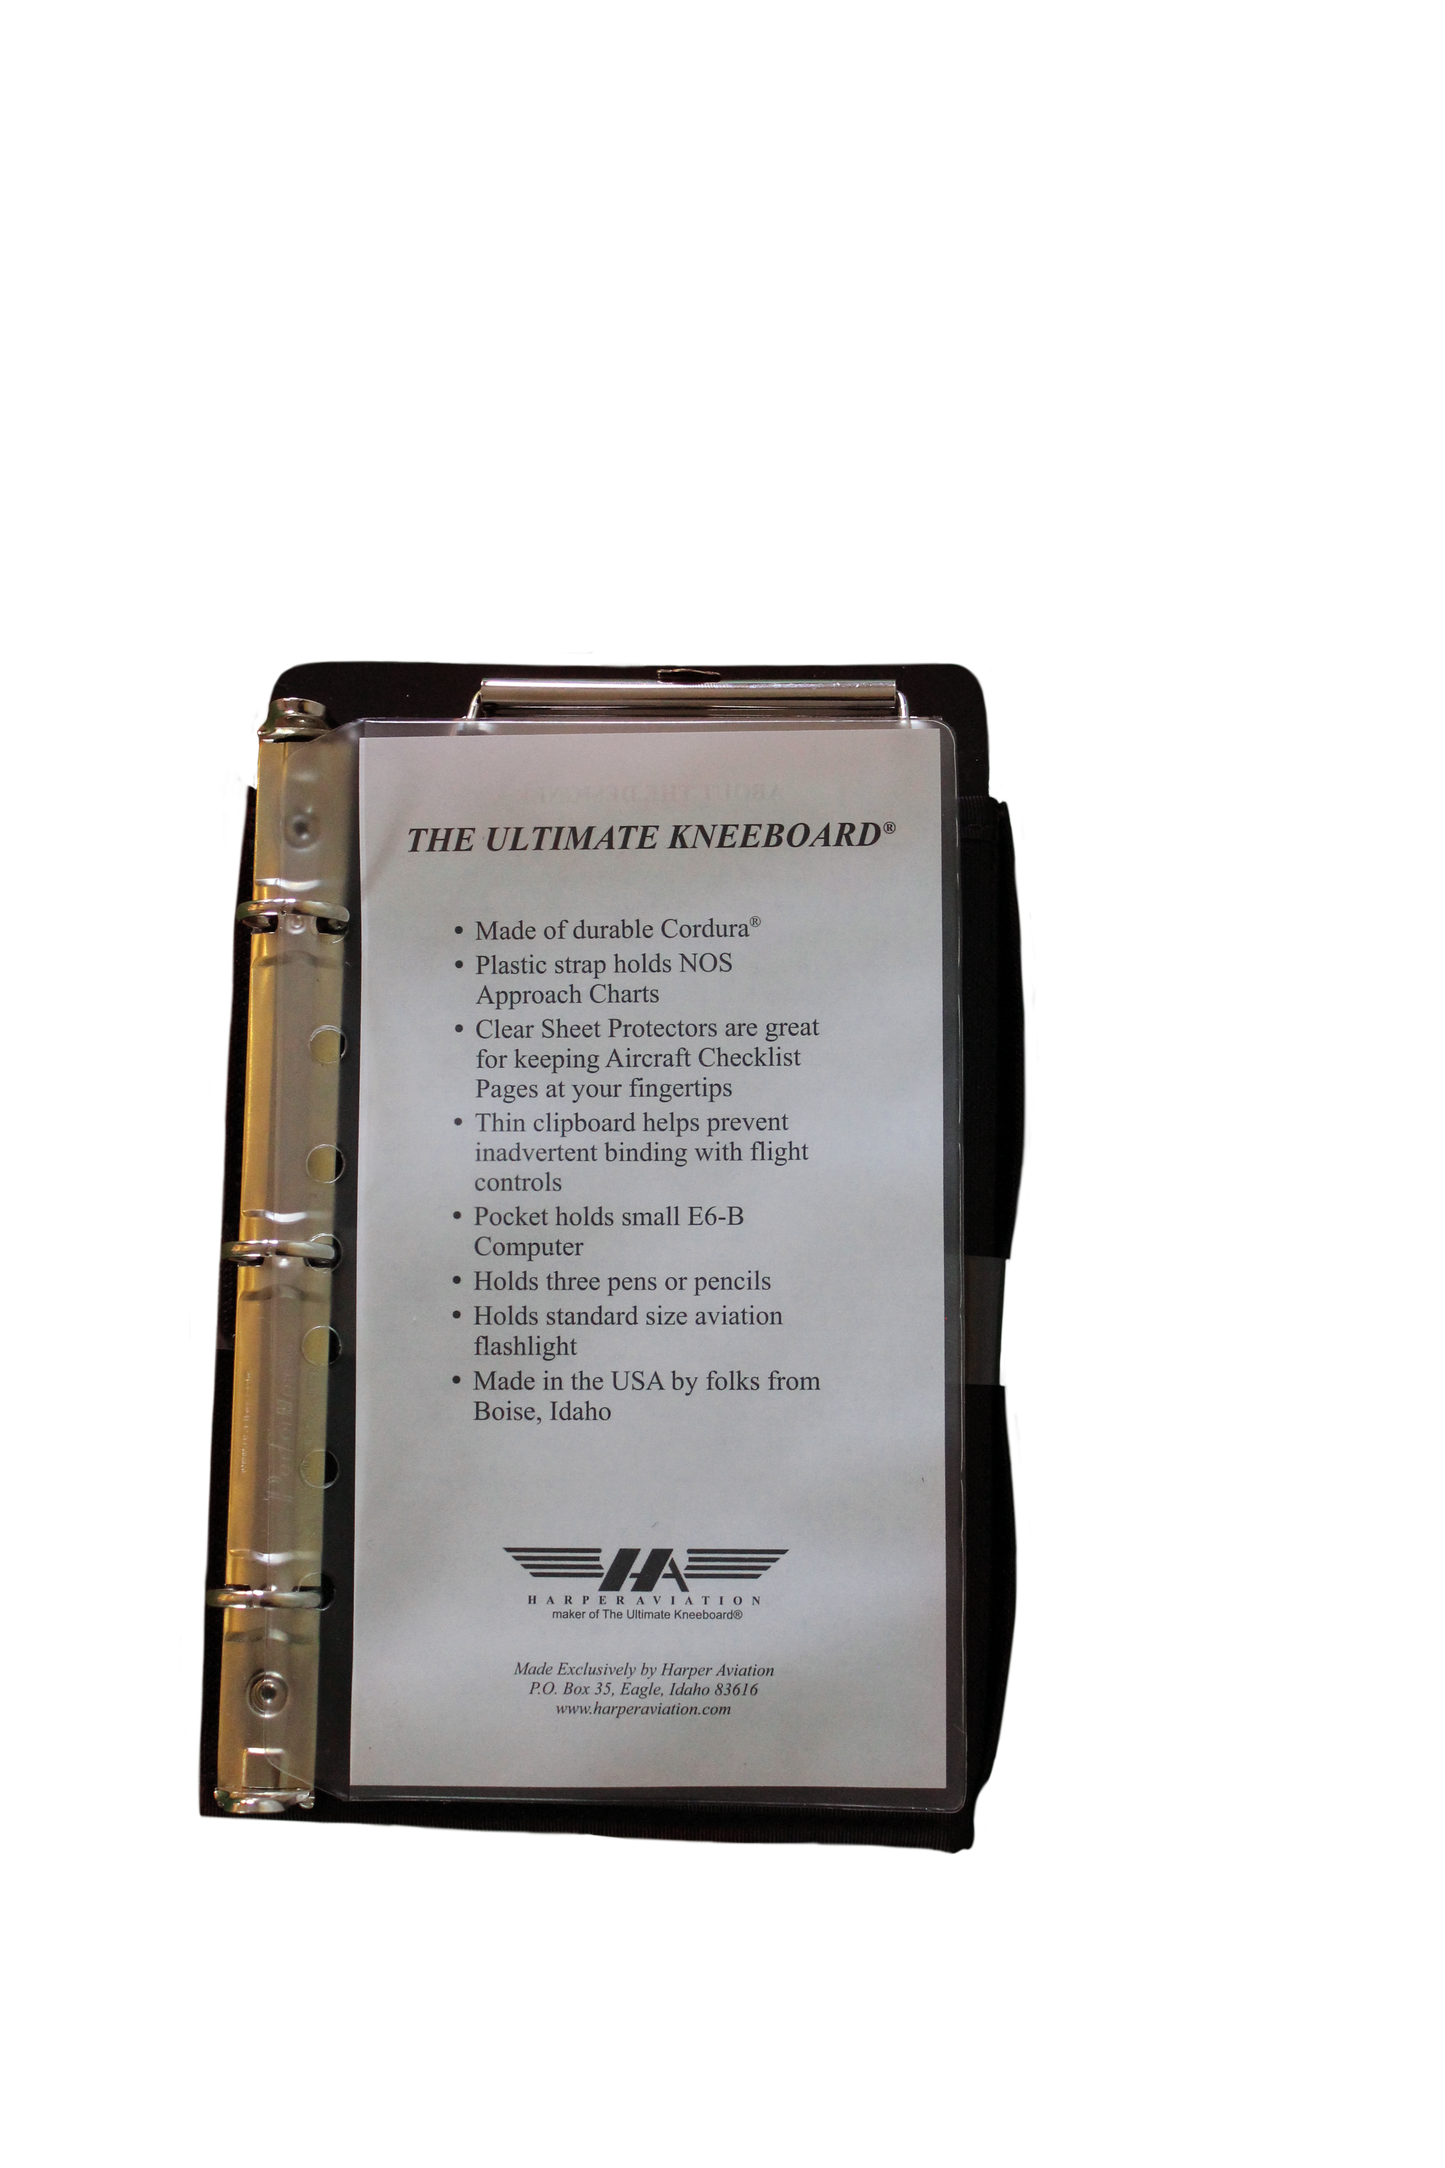 THE ULTIMATE KNEEBOARD®
• Made of durable Cordura®
• Plastic strap holds NOS
Approach Charts
• Clear Sheet Protectors are great
for keeping Aircraft Checklist
Pages at your fingertips
• Thin clipboard helps prevent
inadvertent binding with flight
controls
• Pocket holds small E6-B
Computer
• Holds three pens or pencils
• Holds standard size aviation
flashlight
• Made in the USA by folks from
Boise, Idaho
HA
HARPER AVIATION
maker of The Ultimate Kneeboard®
Made Exclusively by Harper Aviation
P.O. Box 35, Eagle, Idaho 83616
www.harperaviation.com